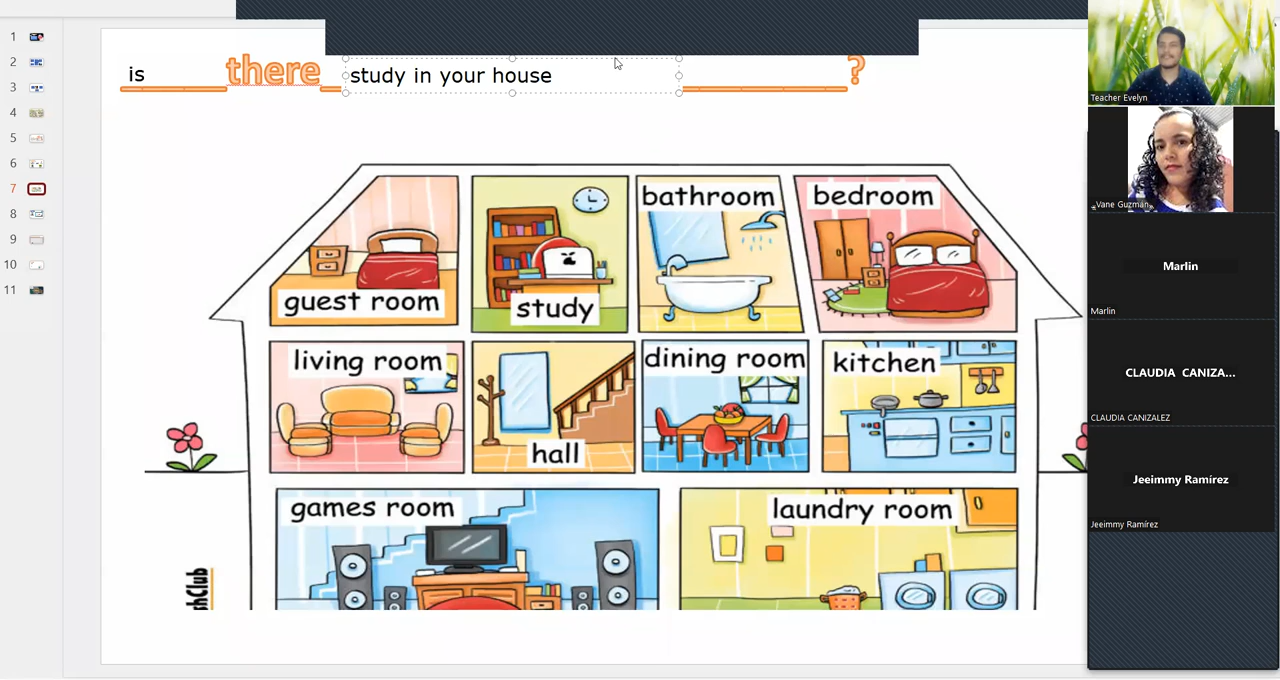 is there study in your house ?
1
2
3
4
5
6
7
8
9
10
11
guest room
study
bathroom
bedroom
living room
hall
dining room
kitchen
games room
laundry room
shClub
Teacher Evelyn
Vane Guzman
Marlin
Marlin
CLAUDIA CANIZA...
CLAUDIA CANIZALEZ
Jeeimmy Ramírez
Jeeimmy Ramírez